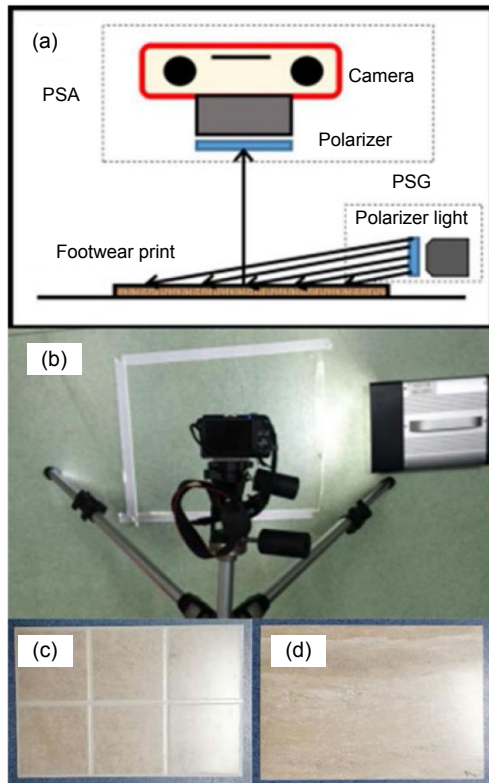 (a)
PSA
Camera
Polarizer
PSG
Polarizer light
Footwear print
(b)
(c)
(d)